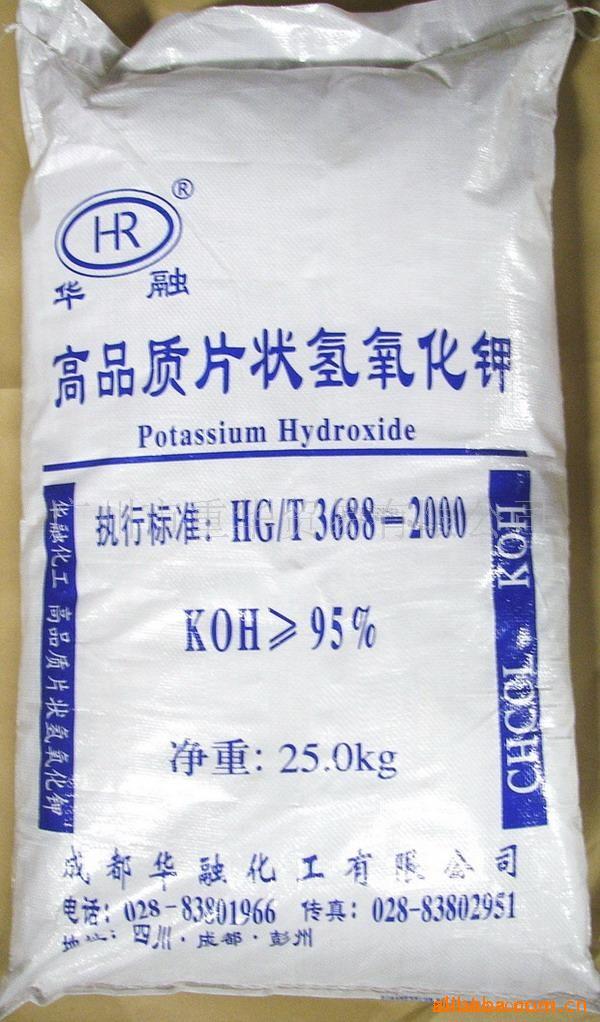 HR®
华融
高品质片状氢氧化钾
Potassium Hydroxide
执行标准: HG/T 3688-2000
KOH≥95%
净重: 25.0kg
华融化工 高品质片状氢氧化钾
CHCCL KOH
成都华融化工有限公司
电话: 028-83801966 传真: 028-83802951
地址: 四川·成都·彭州
alibaba.com.cn